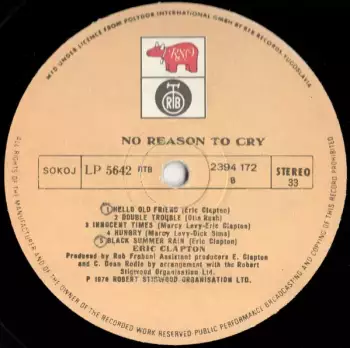 MFD UNDER LICENCE FROM POLYDOR INTERNATIONAL GMBH BY RTB RECORDS, YUGOSLAVIA
RSO
RTB
NO REASON TO CRY
SOKOJ
LP 5642 RTB
2394 172
B
STEREO
33
1 HELLO OLD FRIEND (Eric Clapton)
2 DOUBLE TROUBLE (Otis Rush)
3 INNOCENT TIMES (Marcy Levy-Eric Clapton)
4 HUNGRY (Marcy Levy-Dick Sims)
5 BLACK SUMMER RAIN (Eric Clapton)
ERIC CLAPTON
Produced by Rob Fraboni Assistant producers E. Clapton
and C. Dean Radle by arrangement with the Robert
Stigwood Organisation Ltd.
P 1976 ROBERT STIGWOOD ORGANISATION LTD.
ALL RIGHTS OF THE MANUFACTURER AND OF THE OWNER OF THE RECORDED WORK RESERVED PUBLIC PERFORMANCE BROADCASTING AND COPYING OF THIS RECORD PROHIBITED